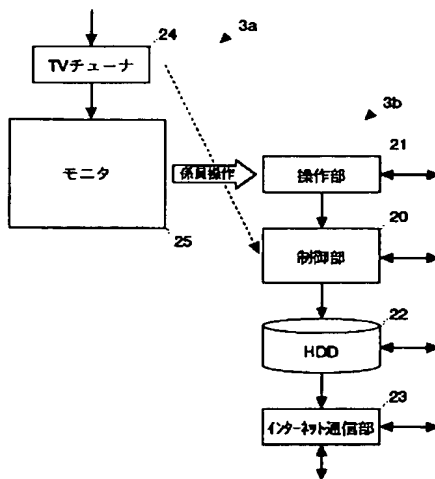 24
3a
TVチューナ
3b
モニタ
係員操作
21
操作部
20
制御部
25
22
HDD
23
インターネット通信部